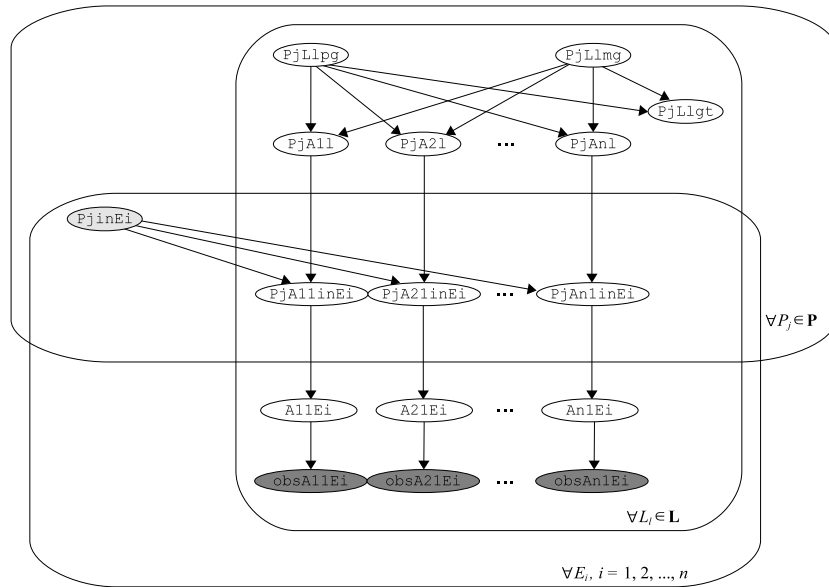 PjLlpg PjLlmg
PjLlgt
PjA1l PjA2l ... PjAnl
PjinEi
PjA1linEi PjA2linEi ... PjAnlinEi
∀Pj ∈ P
A1lEi A2lEi ... AnlEi
obsA1lEi obsA2lEi ... obsAnlEi
∀Ll ∈ L
∀Ei, i = 1, 2, ..., n